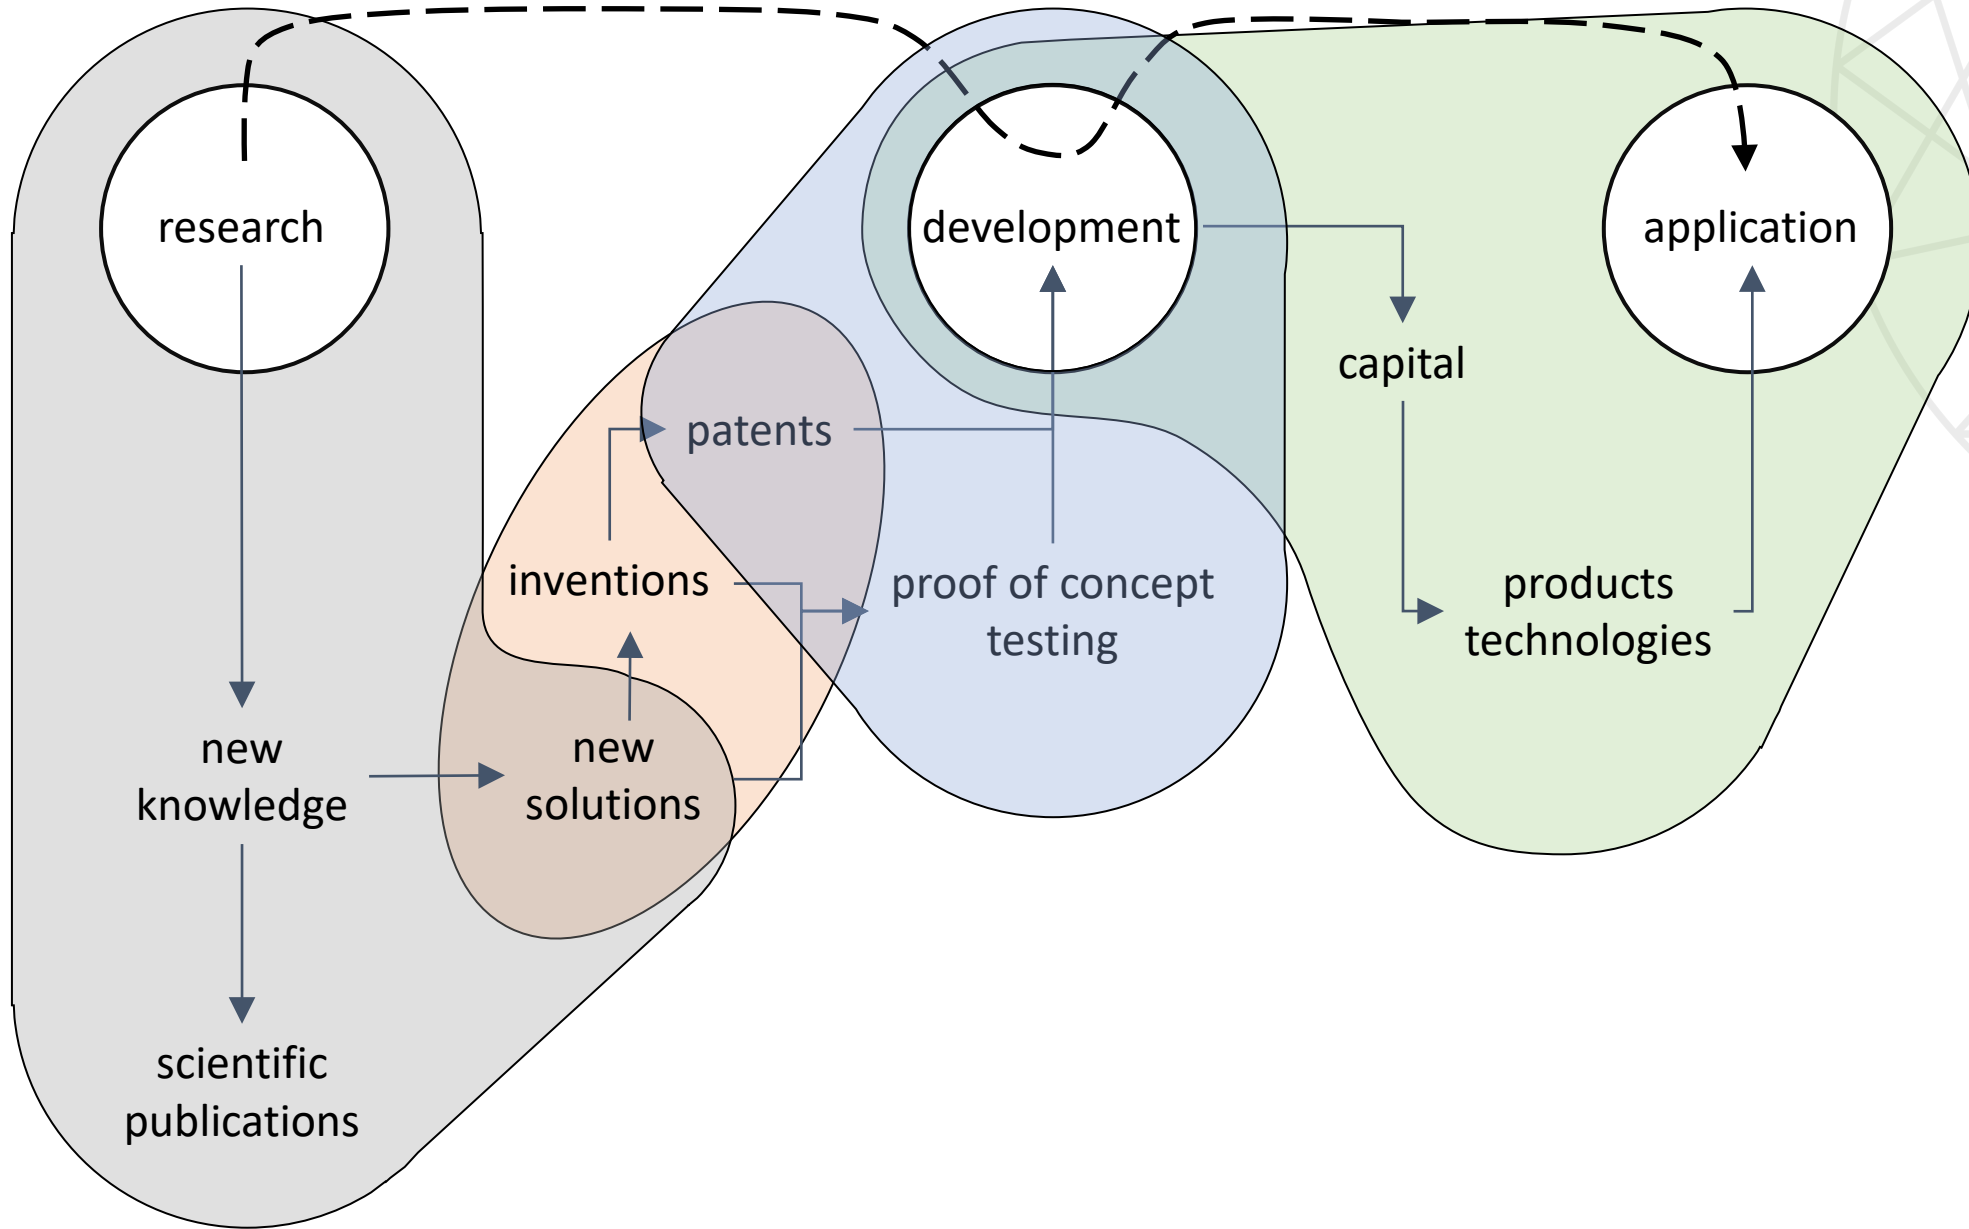 research
development
application
capital
patents
inventions
proof of concept
testing
products
technologies
new
knowledge
new
solutions
scientific
publications